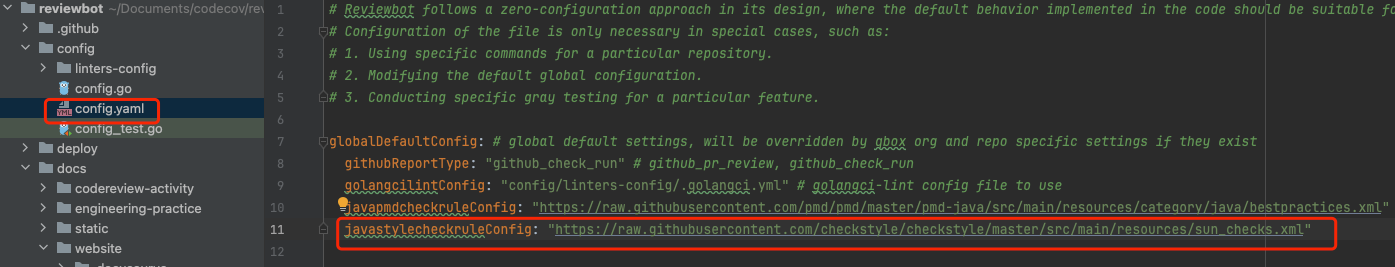 reviewbot ~/Documents/codecov/rev
.github
config
linters-config
config.go
config.yaml
config_test.go
deploy
docs
codereview-activity
engineering-practice
static
website
1 # Reviewbot follows a zero-configuration approach in its design, where the default behavior implemented in the code should be suitable fo
2 # Configuration of the file is only necessary in special cases, such as:
3 # 1. Using specific commands for a particular repository.
4 # 2. Modifying the default global configuration.
5 # 3. Conducting specific gray testing for a particular feature.
6
7 globalDefaultConfig: # global default settings, will be overridden by qbox org and repo specific settings if they exist
8 githubReportType: "github_check_run" # github_pr_review, github_check_run
9 golangcilintConfig: "config/linters-config/.golangci.yml" # golangci-lint config file to use
10 javapmdcheckruleConfig: "https://raw.githubusercontent.com/pmd/pmd/master/pmd-java/src/main/resources/category/java/bestpractices.xml"
11 javastylecheckruleConfig: "https://raw.githubusercontent.com/checkstyle/checkstyle/master/src/main/resources/sun_checks.xml"
12